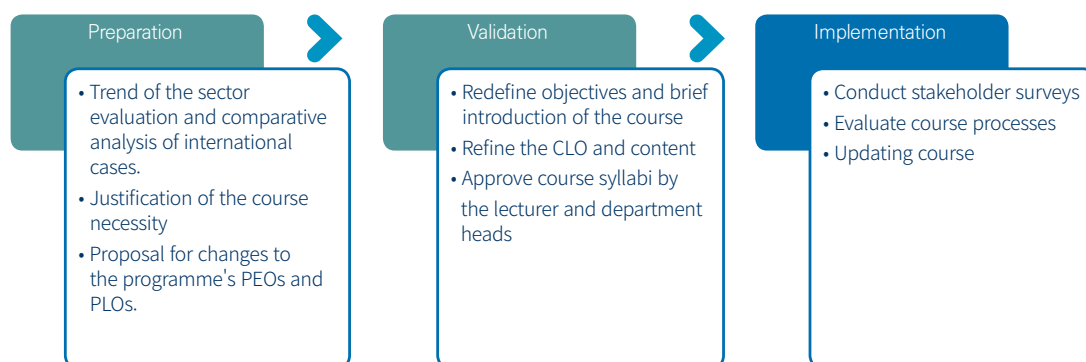 Preparation
• Trend of the sector
evaluation and comparative
analysis of international
cases.
• Justification of the course
necessity
• Proposal for changes to
the programme's PEOs and
PLOs.
Validation
• Redefine objectives and brief
introduction of the course
• Refine the CLO and content
• Approve course syllabi by
the lecturer and department
heads
Implementation
• Conduct stakeholder surveys
• Evaluate course processes
• Updating course